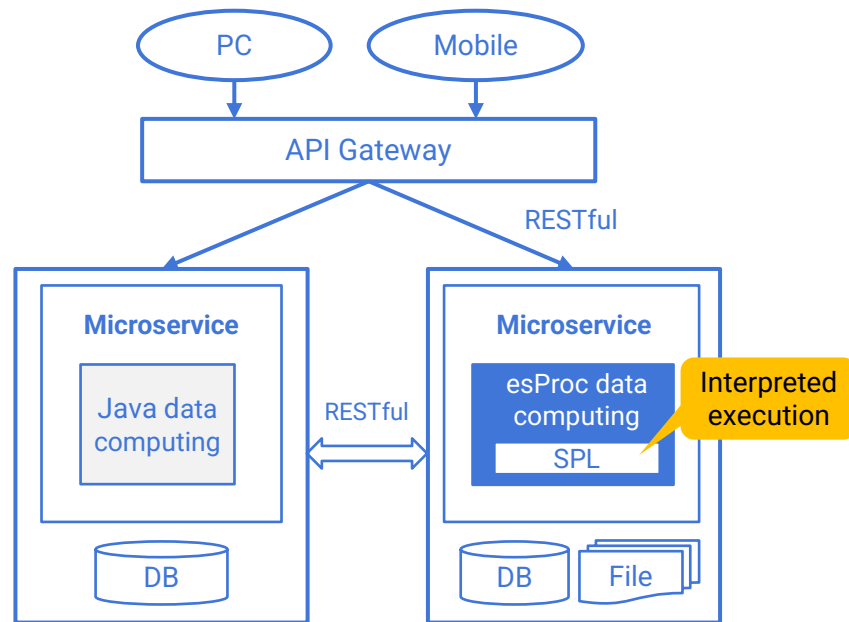 PC
Mobile
API Gateway
RESTful
Microservice
Java data
computing
DB
RESTful
Microservice
esProc data
computing
SPL
Interpreted
execution
DB
File